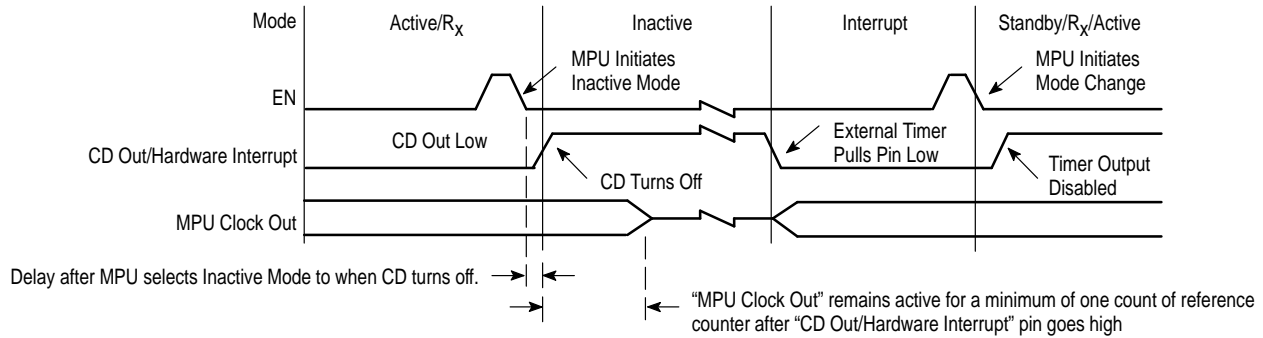 Mode Active/RX Inactive Interrupt Standby/RX/Active
EN
MPU Initiates
Inactive Mode
MPU Initiates
Mode Change
CD Out/Hardware Interrupt
CD Out Low
CD Turns Off
External Timer
Pulls Pin Low
Timer Output
Disabled
MPU Clock Out
Delay after MPU selects Inactive Mode to when CD turns off.
“MPU Clock Out” remains active for a minimum of one count of reference
counter after “CD Out/Hardware Interrupt” pin goes high